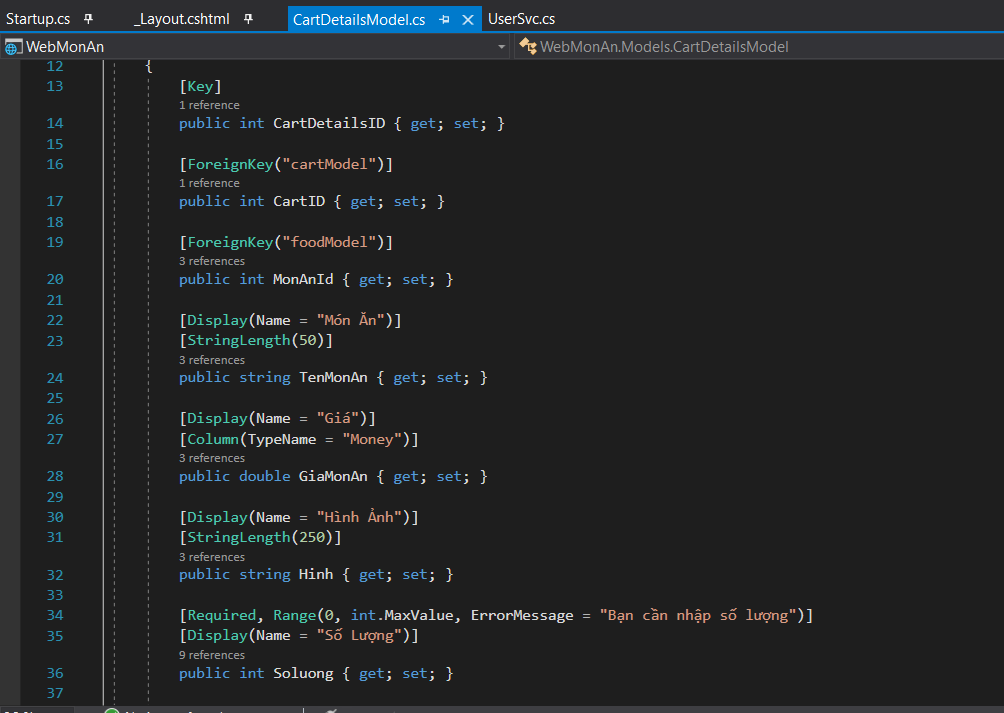 Startup.cs _Layout.cshtml CartDetailsModel.cs UserSvc.cs
WebMonAn WebMonAn.Models.CartDetailsModel
12 {
13 [Key]
1 reference
14 public int CartDetailsID { get; set; }
15
16 [ForeignKey("cartModel")]
1 reference
17 public int CartID { get; set; }
18
19 [ForeignKey("foodModel")]
3 references
20 public int MonAnId { get; set; }
21
22 [Display(Name = "Món Ăn")]
23 [StringLength(50)]
3 references
24 public string TenMonAn { get; set; }
25
26 [Display(Name = "Giá")]
27 [Column(TypeName = "Money")]
3 references
28 public double GiaMonAn { get; set; }
29
30 [Display(Name = "Hình Ảnh")]
31 [StringLength(250)]
3 references
32 public string Hinh { get; set; }
33
34 [Required, Range(0, int.MaxValue, ErrorMessage = "Bạn cần nhập số lượng")]
35 [Display(Name = "Số Lượng")]
9 references
36 public int Soluong { get; set; }
37